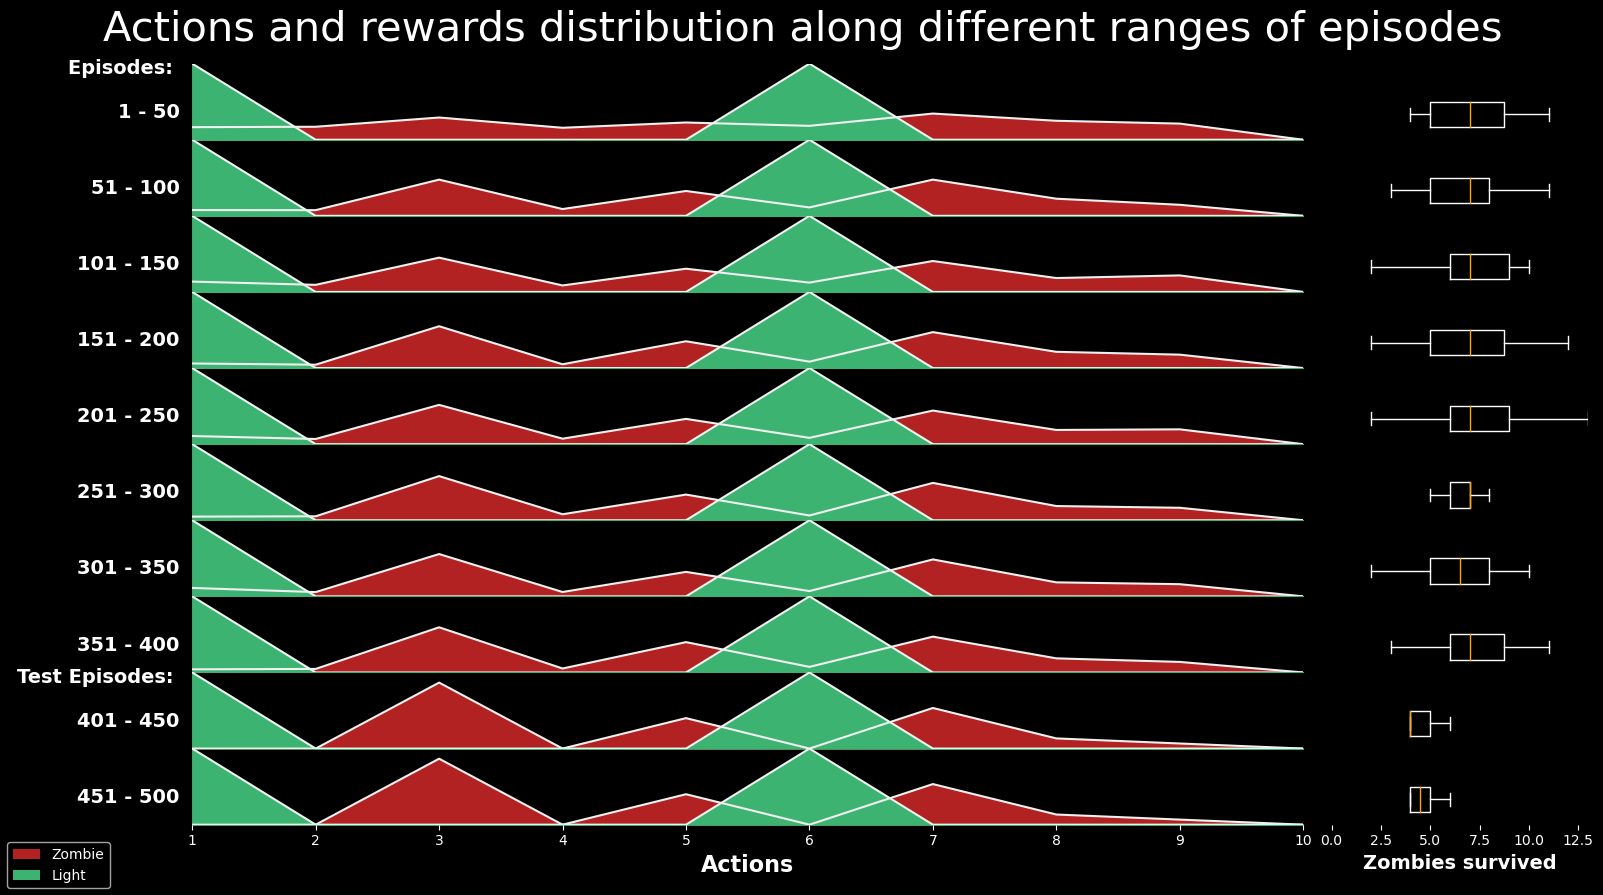 Actions and rewards distribution along different ranges of episodes
Episodes:
1 - 50
51 - 100
101 - 150
151 - 200
201 - 250
251 - 300
301 - 350
351 - 400
Test Episodes:
401 - 450
451 - 500
1 2 3 4 5 6 7 8 9 10
0.0 2.5 5.0 7.5 10.0 12.5
Actions
Zombies survived
Zombie
Light